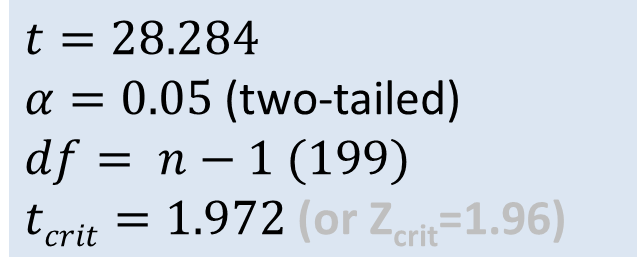 t = 28.284
α = 0.05 (two-tailed)
df = n − 1 (199)
t_crit = 1.972 (or Z_crit=1.96)